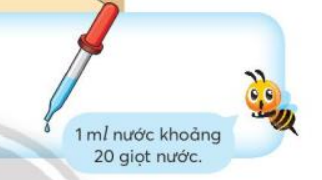 1 ml nước khoảng
20 giọt nước.